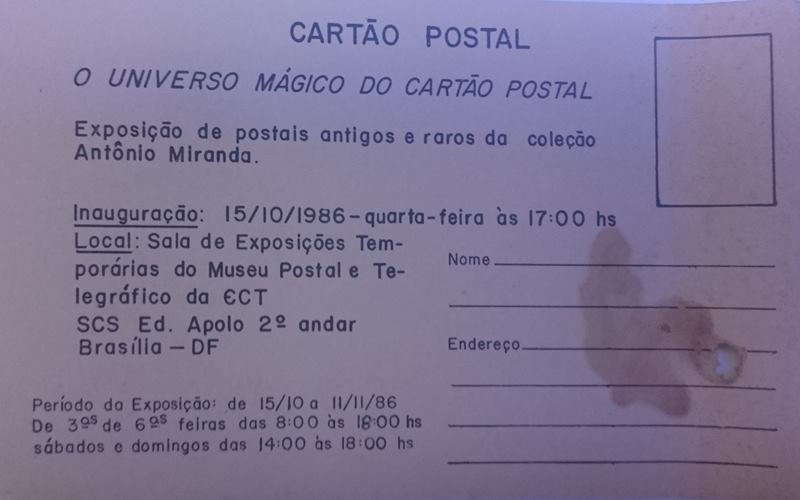 CARTÃO POSTAL
O UNIVERSO MÁGICO DO CARTÃO POSTAL
Exposição de postais antigos e raros da coleção
Antônio Miranda.
Inauguração: 15/10/1986 - quarta-feira às 17:00 hs
Local: Sala de Exposições Tem-
porárias do Museu Postal e Te-
legráfico da ECT
SCS Ed. Apolo 2º andar
Brasília - DF
Nome
Endereço
Período da Exposição: de 15/10 a 11/11/86
De 3ªs de 6ªs feiras das 8:00 às 18:00 hs
sábados e domingos das 14:00 às 18:00 hs